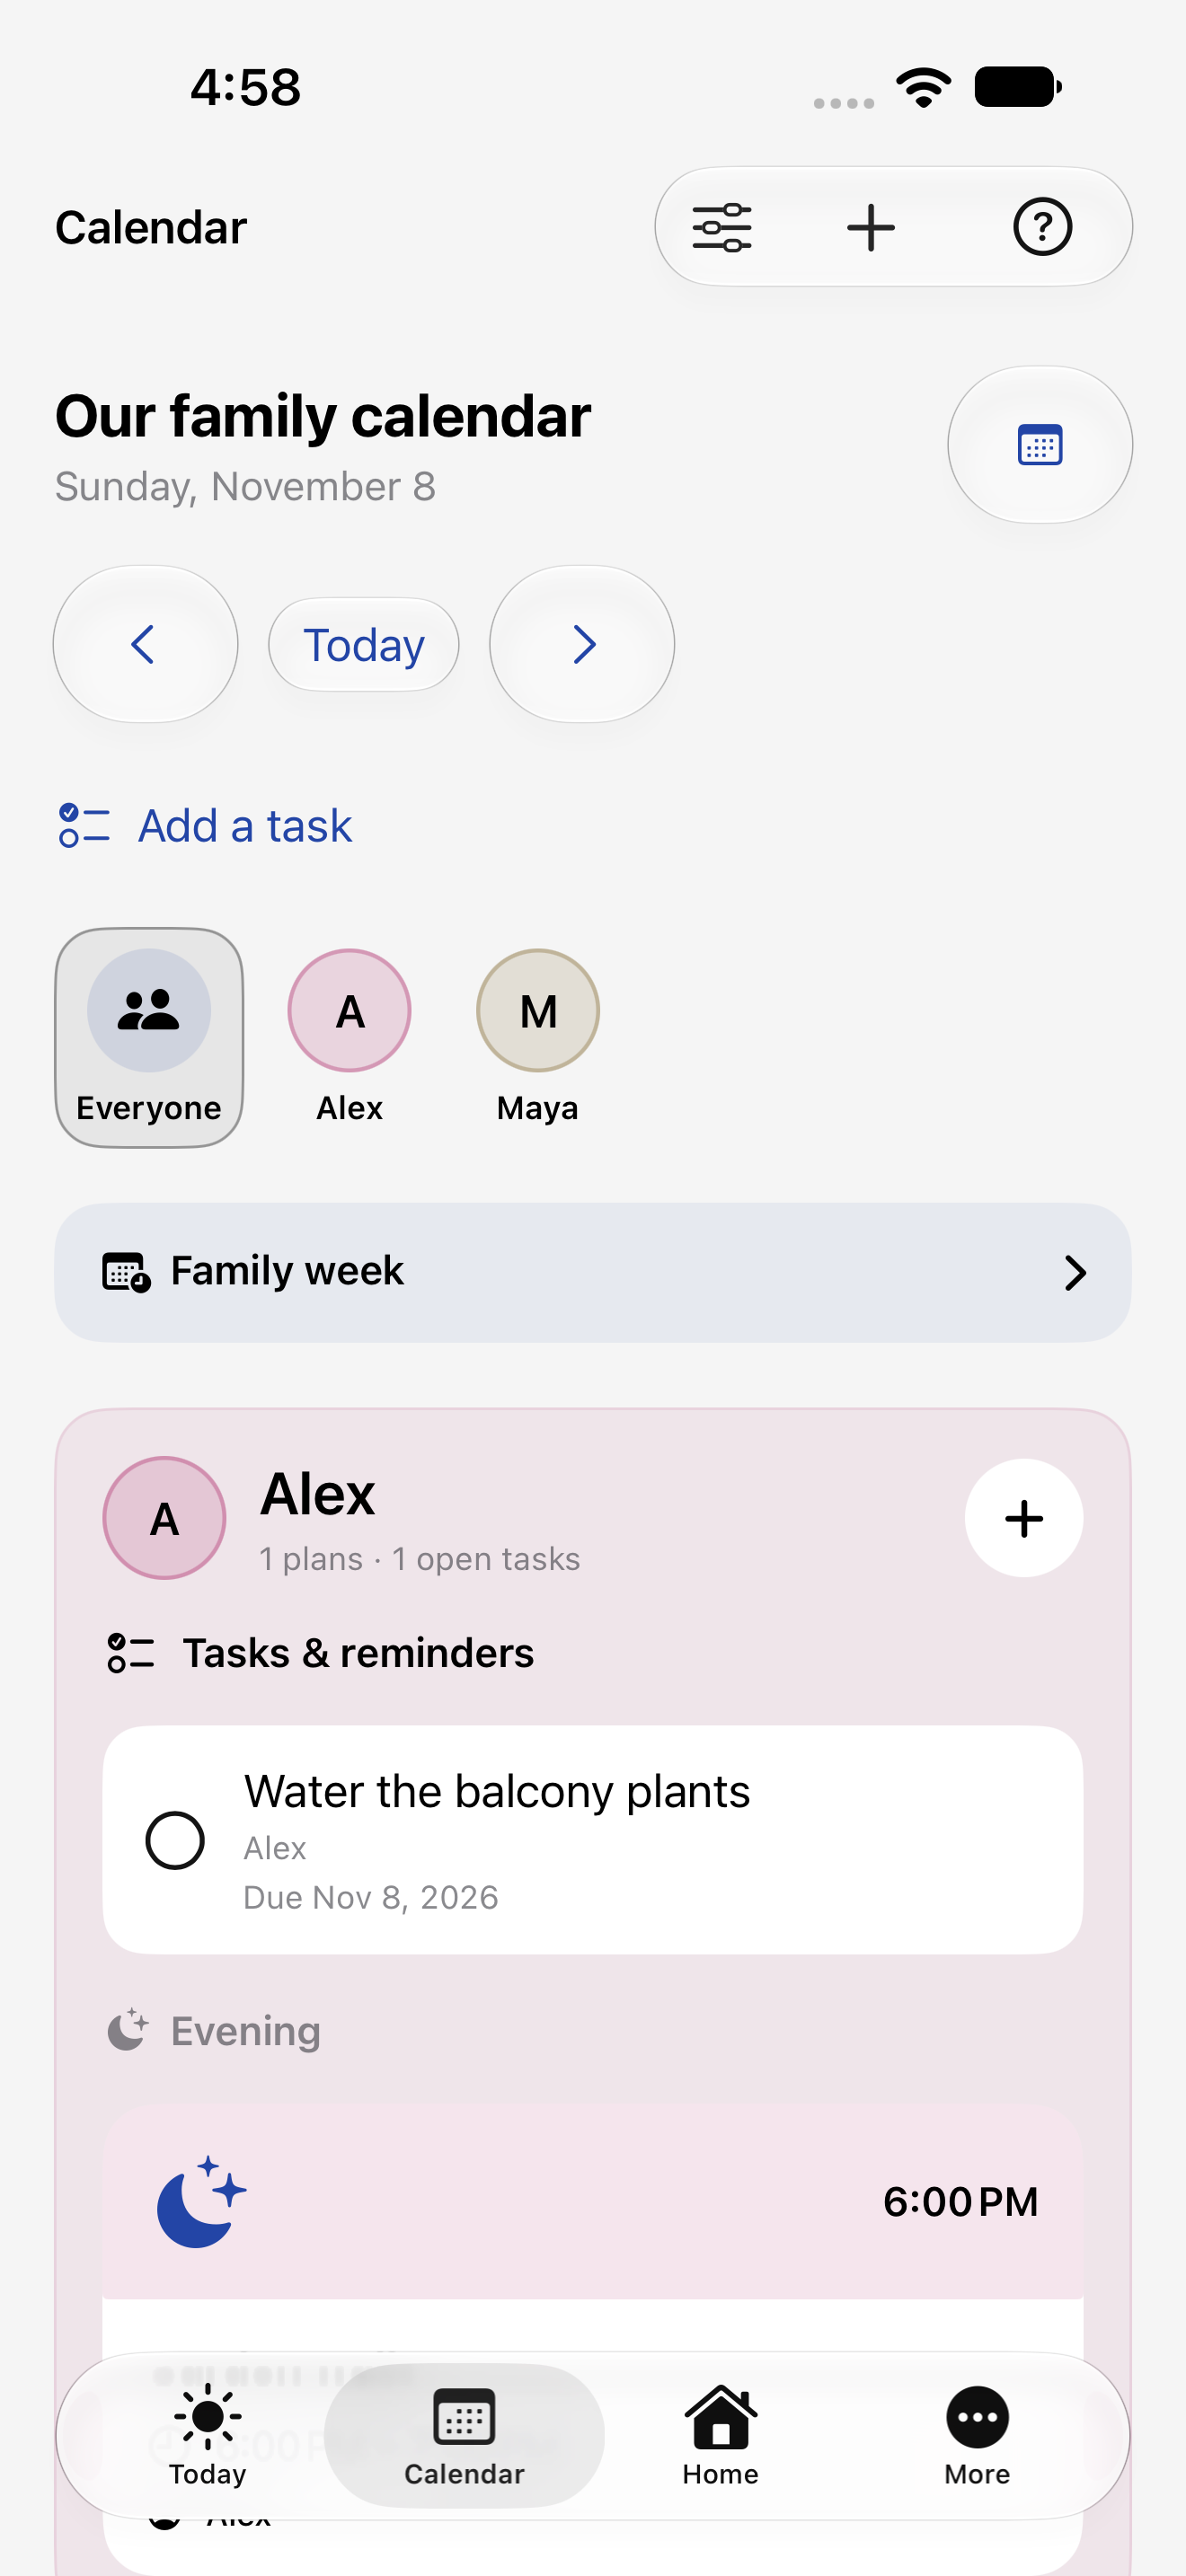 4:58
Calendar
Our family calendar
Sunday, November 8
Today
Add a task
A
M
Everyone
Alex
Maya
Family week
A
Alex
1 plans · 1 open tasks
Tasks & reminders
Water the balcony plants
Alex
Due Nov 8, 2026
Evening
6:00 PM
Today
Calendar
Home
More
Alex